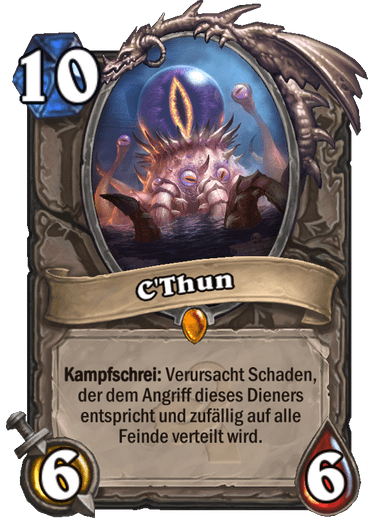 10
C'Thun
Kampfschrei: Verursacht Schaden,
der dem Angriff dieses Dieners
entspricht und zufällig auf alle
Feinde verteilt wird.
6
6